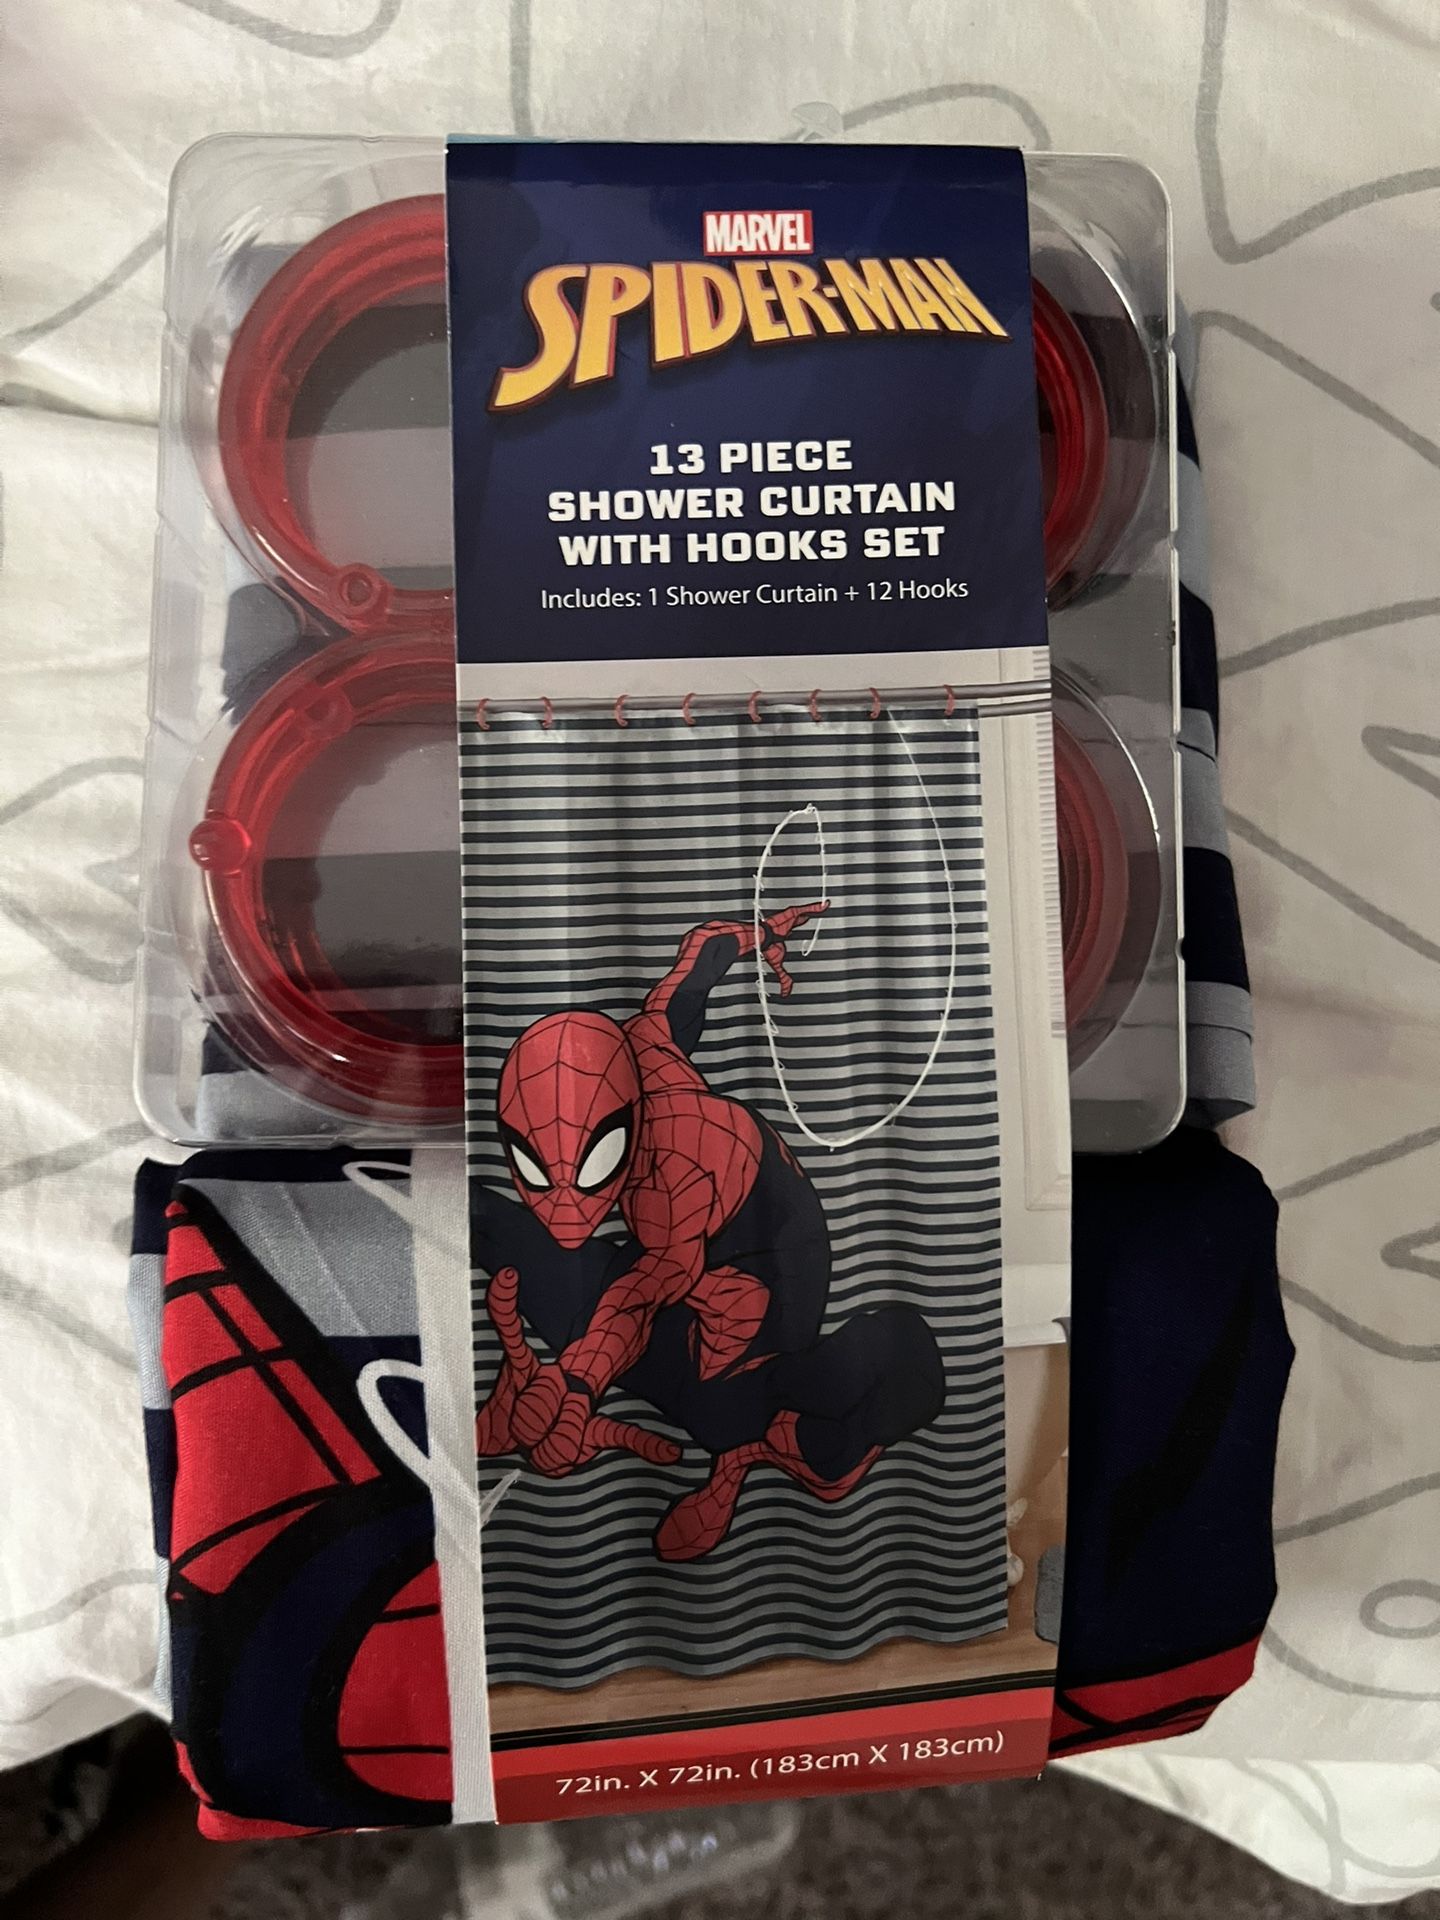 MARVEL
SPIDER-MAN
13 PIECE
SHOWER CURTAIN
WITH HOOKS SET
Includes: 1 Shower Curtain + 12 Hooks
72in. X 72in. (183cm X 183cm)